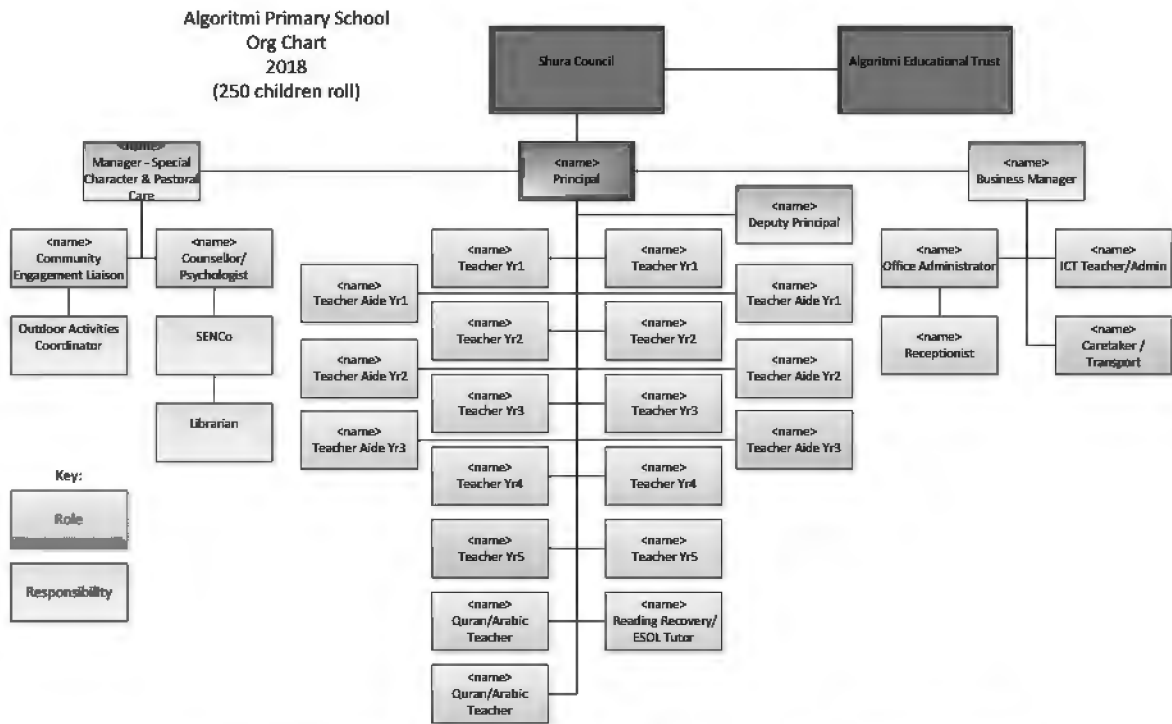 Algoritmi Primary School
Org Chart
2018
(250 children roll)
Shura Council
Algoritmi Educational Trust
<name>
Manager - Special
Character & Pastoral
Care
<name>
Principal
<name>
Business Manager
<name>
Deputy Principal
<name>
Community
Engagement Liaison
<name>
Counsellor/
Psychologist
<name>
Teacher Yr1
<name>
Teacher Yr1
<name>
Office Administrator
<name>
ICT Teacher/Admin
<name>
Teacher Aide Yr1
<name>
Teacher Aide Yr1
Outdoor Activities
Coordinator
SENCo
<name>
Teacher Yr2
<name>
Teacher Yr2
<name>
Receptionist
<name>
Caretaker /
Transport
<name>
Teacher Aide Yr2
<name>
Teacher Aide Yr2
Librarian
<name>
Teacher Yr3
<name>
Teacher Yr3
<name>
Teacher Aide Yr3
<name>
Teacher Aide Yr3
<name>
Teacher Yr4
<name>
Teacher Yr4
Key:
Role
Responsibility
<name>
Teacher Yr5
<name>
Teacher Yr5
<name>
Quran/Arabic
Teacher
<name>
Reading Recovery/
ESOL Tutor
<name>
Quran/Arabic
Teacher